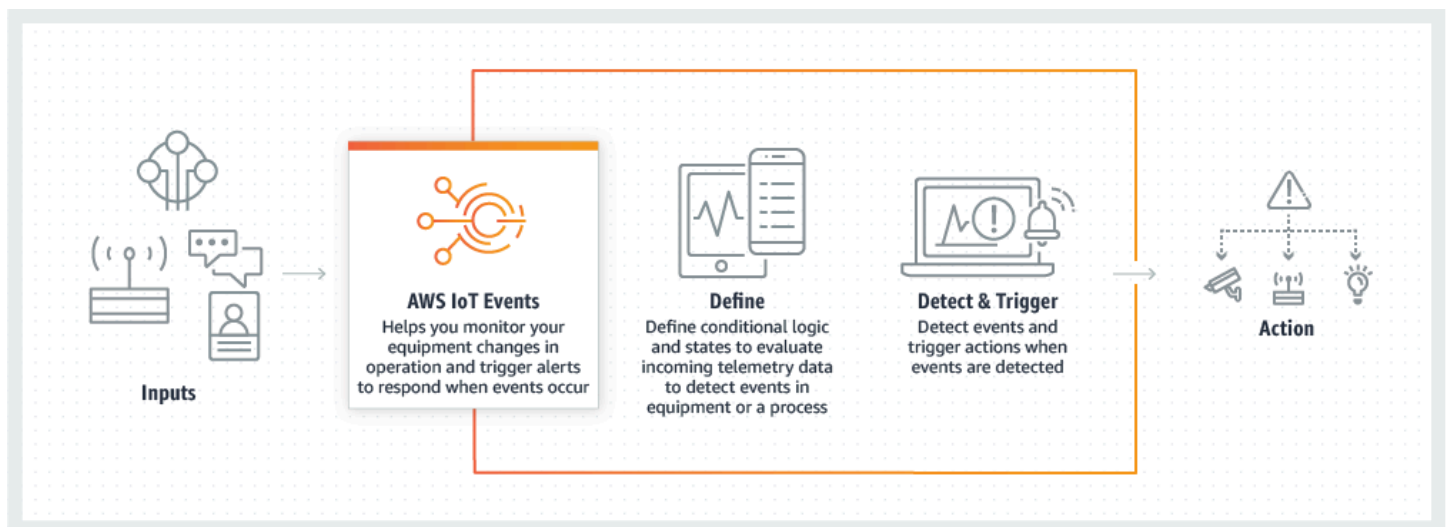 Inputs
AWS IoT Events
Helps you monitor your
equipment changes in
operation and trigger alerts
to respond when events occur
Define
Define conditional logic
and states to evaluate
incoming telemetry data
to detect events in
equipment or a process
Detect & Trigger
Detect events and
trigger actions when
events are detected
Action